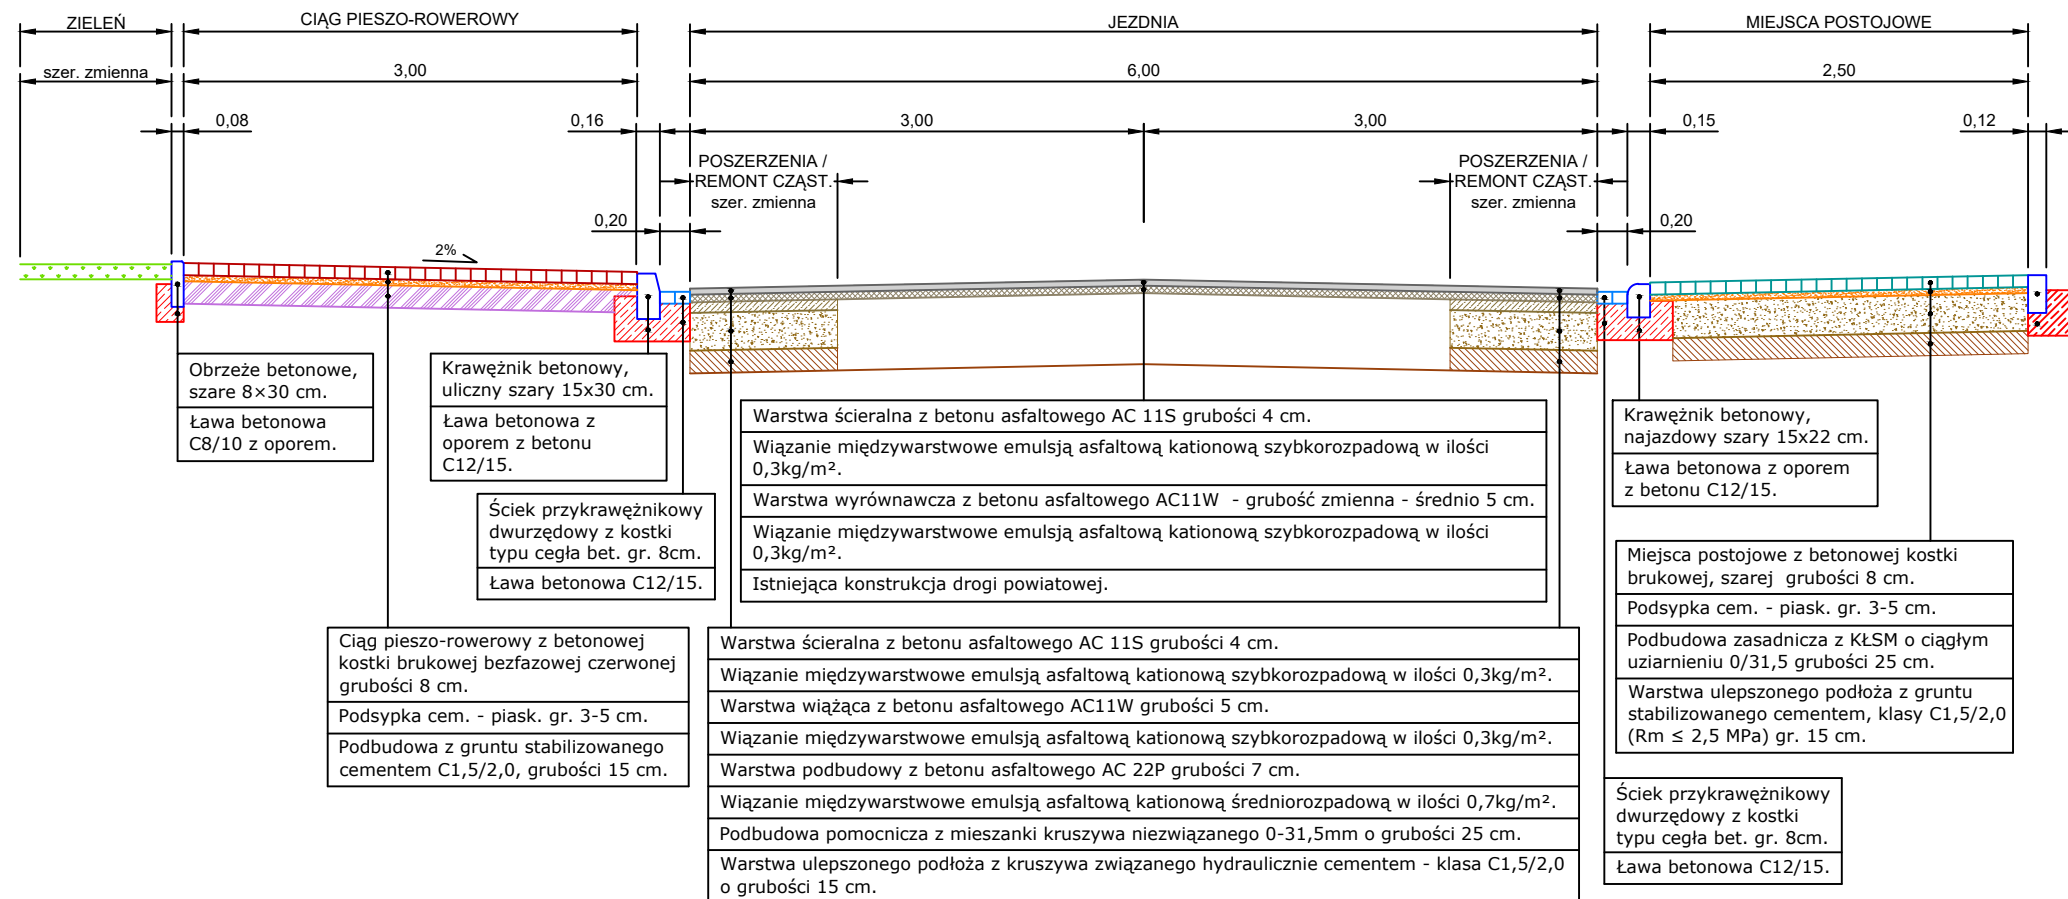 ZIELEŃ
CIĄG PIESZO-ROWEROWY
JEZDNIA
MIEJSCA POSTOJOWE
szer. zmienna
3,00
6,00
2,50
0,08
0,16
3,00
3,00
0,15
0,12
POSZERZENIA /
REMONT CZĄST.
szer. zmienna
POSZERZENIA /
REMONT CZĄST.
szer. zmienna
0,20
0,20
2%
Obrzeże betonowe,
szare 8×30 cm.
Ława betonowa
C8/10 z oporem.
Krawężnik betonowy,
uliczny szary 15x30 cm.
Ława betonowa z
oporem z betonu
C12/15.
Ściek przykrawężnikowy
dwurzędowy z kostki
typu cegła bet. gr. 8cm.
Ława betonowa C12/15.
Ciąg pieszo-rowerowy z betonowej
kostki brukowej bezfazowej czerwonej
grubości 8 cm.
Podsypka cem. - piask. gr. 3-5 cm.
Podbudowa z gruntu stabilizowanego
cementem C1,5/2,0, grubości 15 cm.
Warstwa ścieralna z betonu asfaltowego AC 11S grubości 4 cm.
Wiązanie międzywarstwowe emulsją asfaltową kationową szybkorozpadową w ilości
0,3kg/m².
Warstwa wyrównawcza z betonu asfaltowego AC11W - grubość zmienna - średnio 5 cm.
Wiązanie międzywarstwowe emulsją asfaltową kationową szybkorozpadową w ilości
0,3kg/m².
Istniejąca konstrukcja drogi powiatowej.
Warstwa ścieralna z betonu asfaltowego AC 11S grubości 4 cm.
Wiązanie międzywarstwowe emulsją asfaltową kationową szybkorozpadową w ilości 0,3kg/m².
Warstwa wiążąca z betonu asfaltowego AC11W grubości 5 cm.
Wiązanie międzywarstwowe emulsją asfaltową kationową szybkorozpadową w ilości 0,3kg/m².
Warstwa podbudowy z betonu asfaltowego AC 22P grubości 7 cm.
Wiązanie międzywarstwowe emulsją asfaltową kationową średniorozpadową w ilości 0,7kg/m².
Podbudowa pomocnicza z mieszanki kruszywa niezwiązanego 0-31,5mm o grubości 25 cm.
Warstwa ulepszonego podłoża z kruszywa związanego hydraulicznie cementem - klasa C1,5/2,0
o grubości 15 cm.
Krawężnik betonowy,
najazdowy szary 15x22 cm.
Ława betonowa z oporem
z betonu C12/15.
Miejsca postojowe z betonowej kostki
brukowej, szarej grubości 8 cm.
Podsypka cem. - piask. gr. 3-5 cm.
Podbudowa zasadnicza z KŁSM o ciągłym
uziarnieniu 0/31,5 grubości 25 cm.
Warstwa ulepszonego podłoża z gruntu
stabilizowanego cementem, klasy C1,5/2,0
(Rm ≤ 2,5 MPa) gr. 15 cm.
Ściek przykrawężnikowy
dwurzędowy z kostki
typu cegła bet. gr. 8cm.
Ława betonowa C12/15.